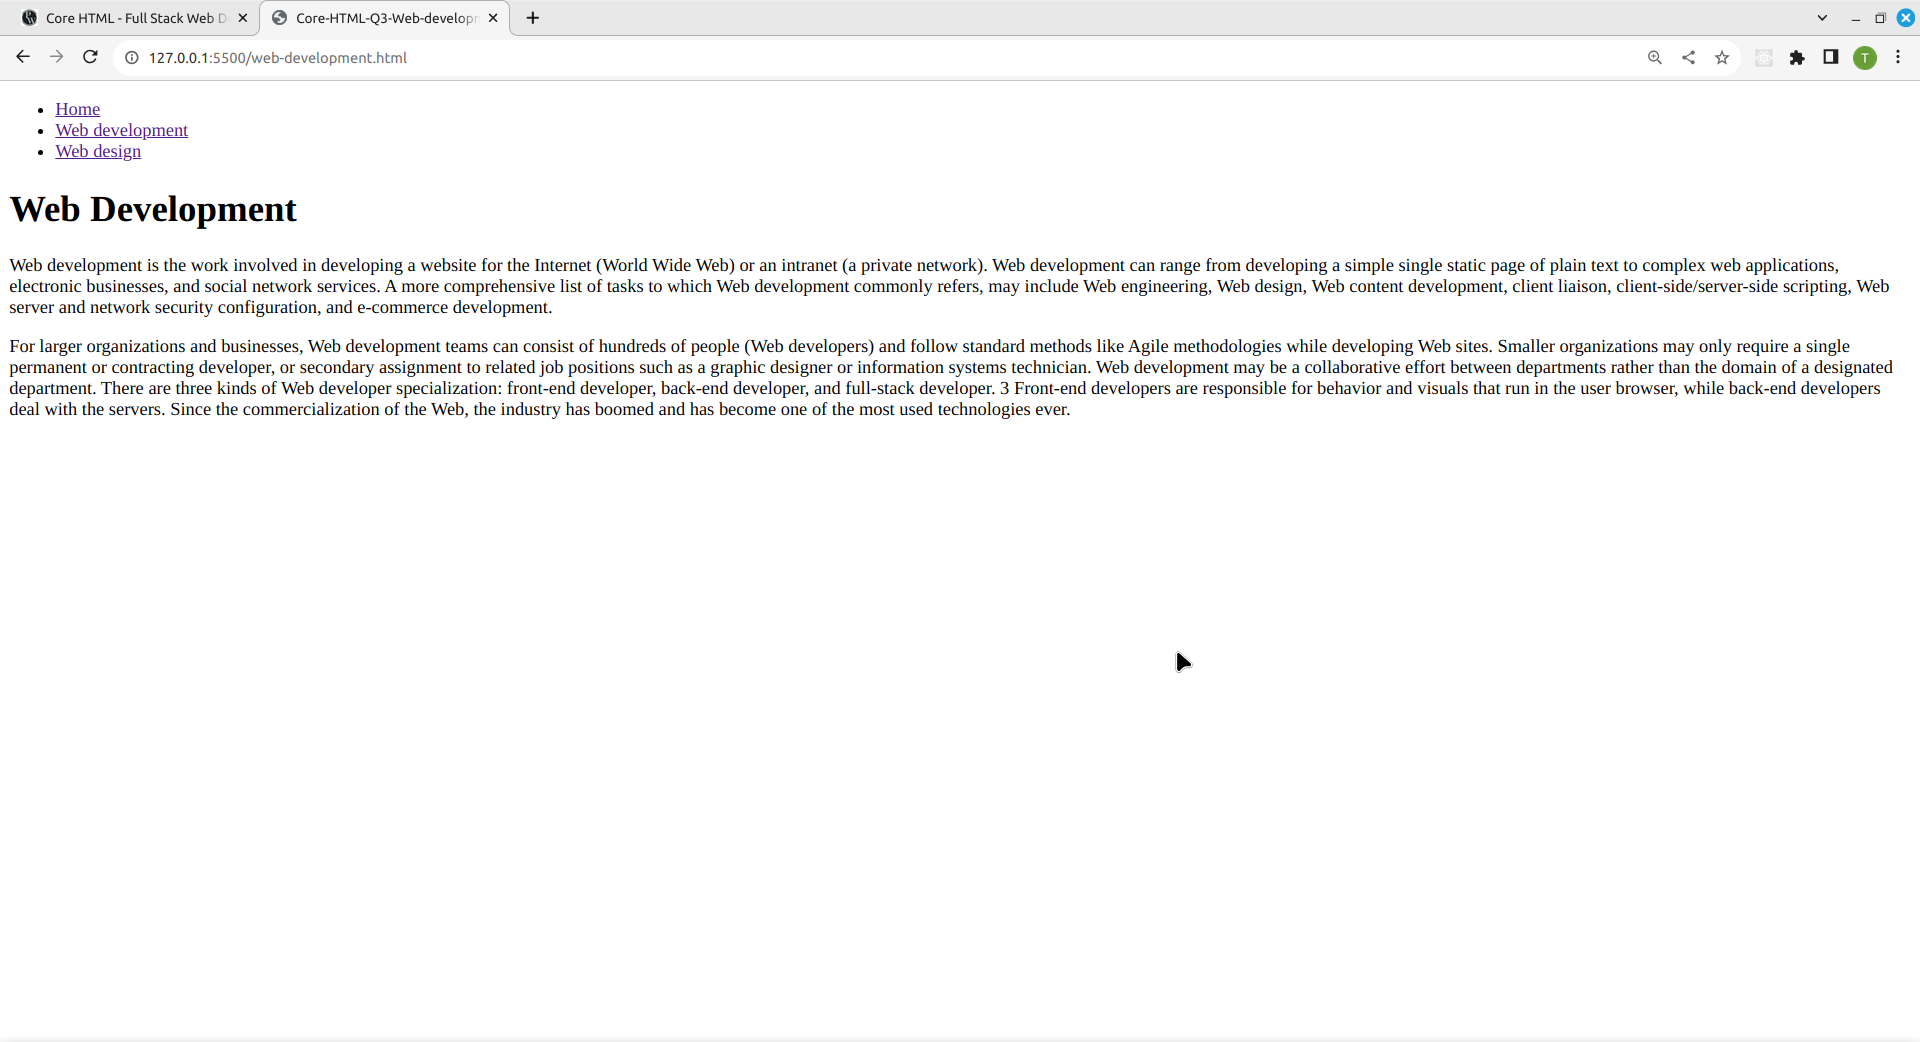 Core HTML - Full Stack Web D
Core-HTML-Q3-Web-develop
127.0.0.1:5500/web-development.html
T
Home
Web development
Web design
Web Development
Web development is the work involved in developing a website for the Internet (World Wide Web) or an intranet (a private network). Web development can range from developing a simple single static page of plain text to complex web applications,
electronic businesses, and social network services. A more comprehensive list of tasks to which Web development commonly refers, may include Web engineering, Web design, Web content development, client liaison, client-side/server-side scripting, Web
server and network security configuration, and e-commerce development.
For larger organizations and businesses, Web development teams can consist of hundreds of people (Web developers) and follow standard methods like Agile methodologies while developing Web sites. Smaller organizations may only require a single
permanent or contracting developer, or secondary assignment to related job positions such as a graphic designer or information systems technician. Web development may be a collaborative effort between departments rather than the domain of a designated
department. There are three kinds of Web developer specialization: front-end developer, back-end developer, and full-stack developer. 3 Front-end developers are responsible for behavior and visuals that run in the user browser, while back-end developers
deal with the servers. Since the commercialization of the Web, the industry has boomed and has become one of the most used technologies ever.